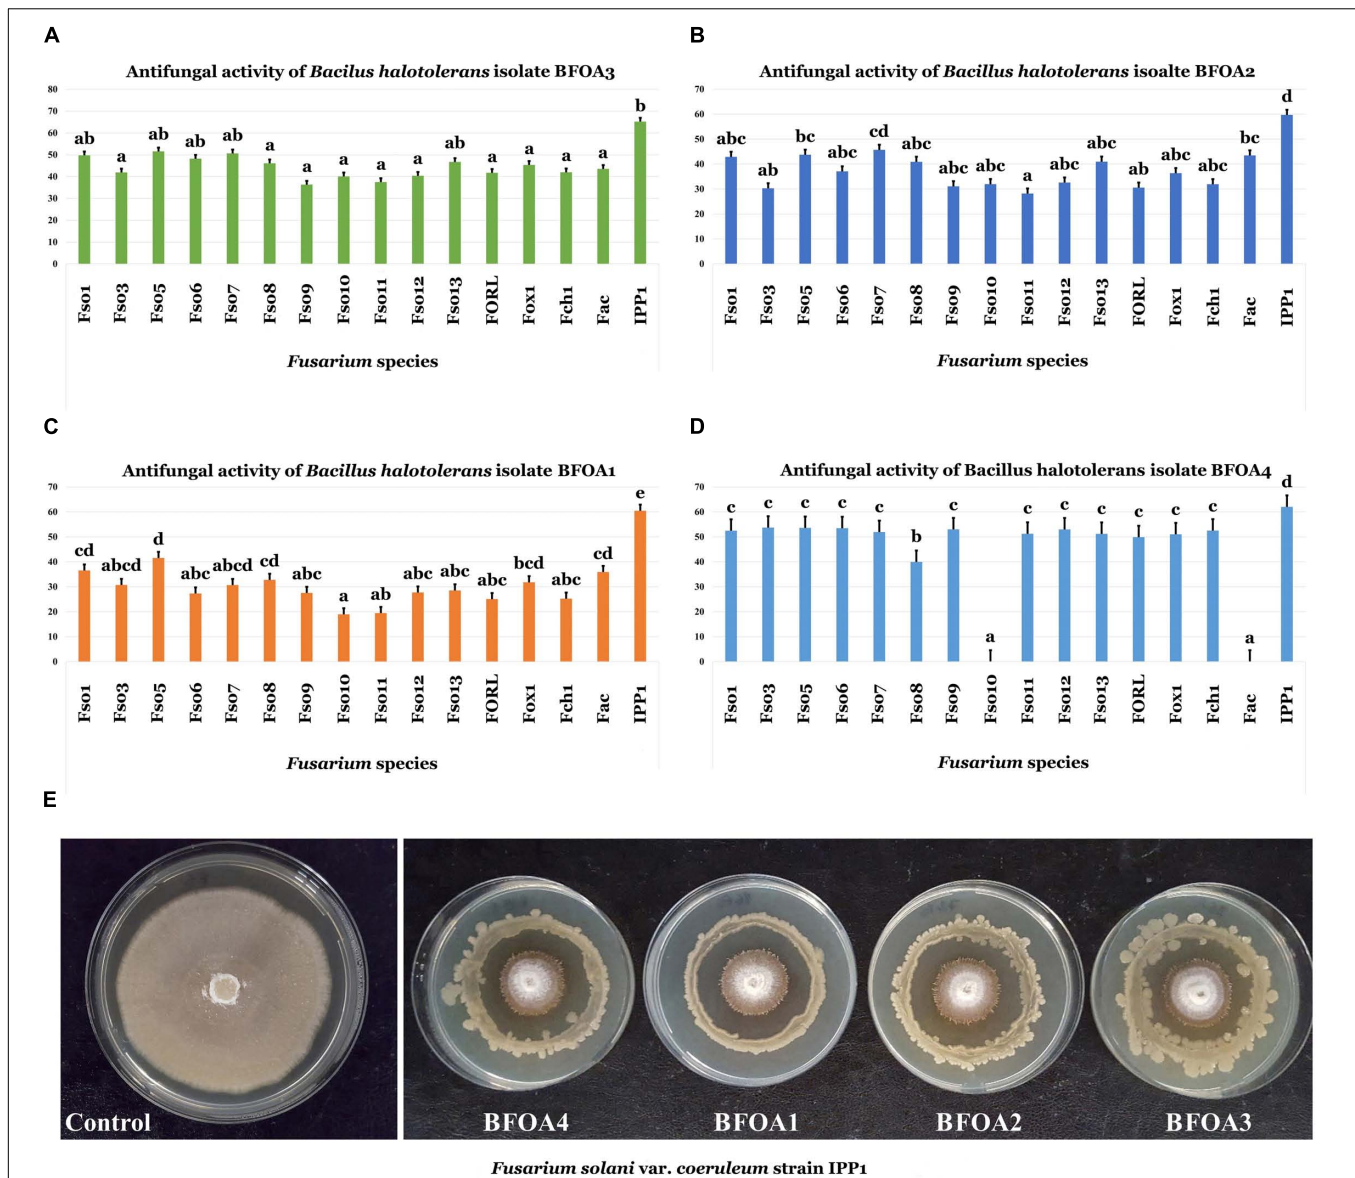 A
Antifungal activity of Bacilus halotolerans isolate BFOA3
80
70
60
50
40
30
20
10
0
ab
a
ab
ab
ab
a
a
a
a
a
ab
a
a
a
a
b
Fso1
Fso3
Fso5
Fso6
Fso7
Fso8
Fso9
Fso10
Fso11
Fso12
Fso13
FORL
Fox1
Fch1
Fac
IPP1
Fusarium species
B
Antifungal activity of Bacillus halotolerans isoalte BFOA2
70
60
50
40
30
20
10
0
abc
ab
bc
abc
cd
abc
abc
abc
a
abc
abc
ab
abc
abc
bc
d
Fso1
Fso3
Fso5
Fso6
Fso7
Fso8
Fso9
Fso10
Fso11
Fso12
Fso13
FORL
Fox1
Fch1
Fac
IPP1
Fusarium species
C
Antifungal activity of Bacillus halotolerans isolate BFOA1
70
60
50
40
30
20
10
0
cd
abcd
d
abc
abcd
cd
abc
a
ab
abc
abc
abc
bcd
abc
cd
e
Fso1
Fso3
Fso5
Fso6
Fso7
Fso8
Fso9
Fso10
Fso11
Fso12
Fso13
FORL
Fox1
Fch1
Fac
IPP1
Fusarium species
D
Antifungal activity of Bacillus halotolerans isolate BFOA4
70
60
50
40
30
20
10
0
c
c
c
c
c
b
c
a
c
c
c
c
c
c
a
d
Fso1
Fso3
Fso5
Fso6
Fso7
Fso8
Fso9
Fso10
Fso11
Fso12
Fso13
FORL
Fox1
Fch1
Fac
IPP1
Fusarium species
E
Control
BFOA4
BFOA1
BFOA2
BFOA3
Fusarium solani var. coeruleum strain IPP1